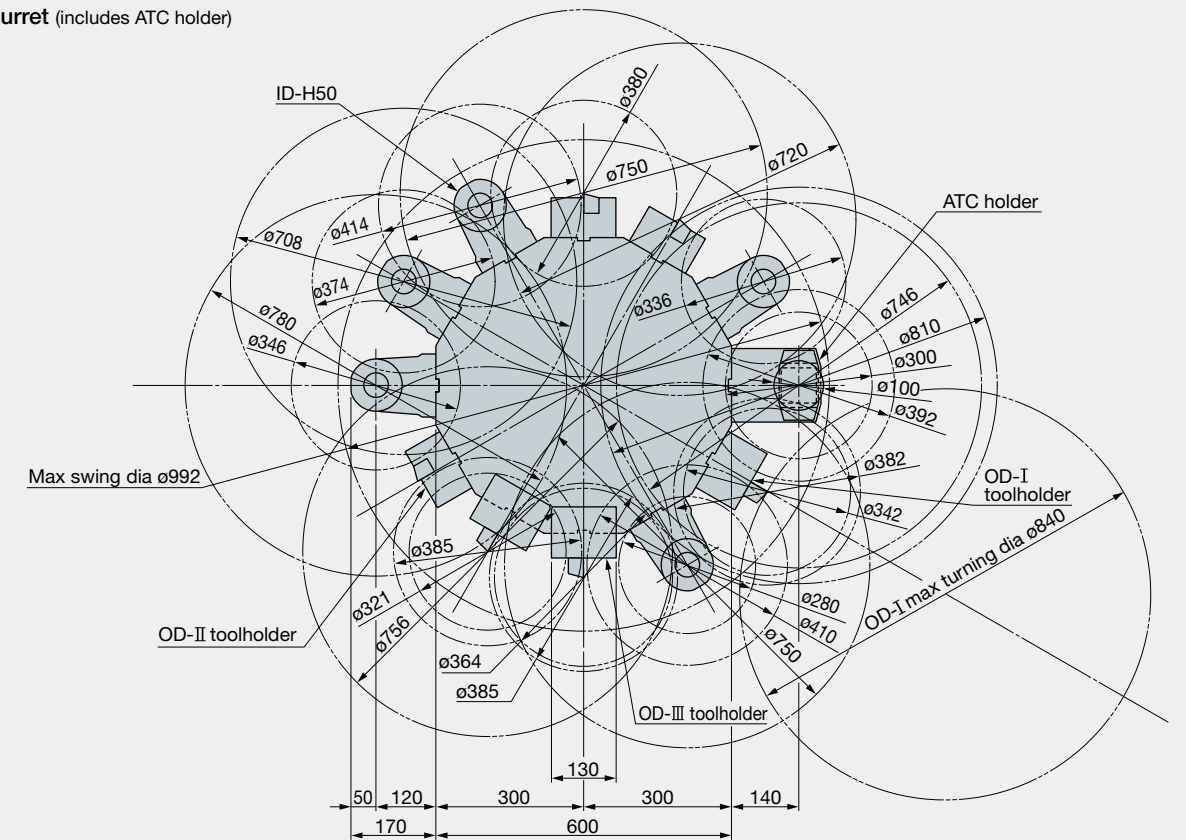 urret (includes ATC holder)
ø380
ID-H50
ø750
ø720
ATC holder
ø414
ø708
ø374
ø336
ø746
ø780
ø810
ø346
ø300
ø100
ø392
Max swing dia ø992
ø382
OD-Ⅰ
toolholder
ø342
ø385
OD-Ⅰ max turning dia ø840
ø321
ø280
OD-Ⅱ toolholder
ø756
ø410
ø750
ø364
ø385
OD-Ⅲ toolholder
130
50 120 300 300 140
170 600